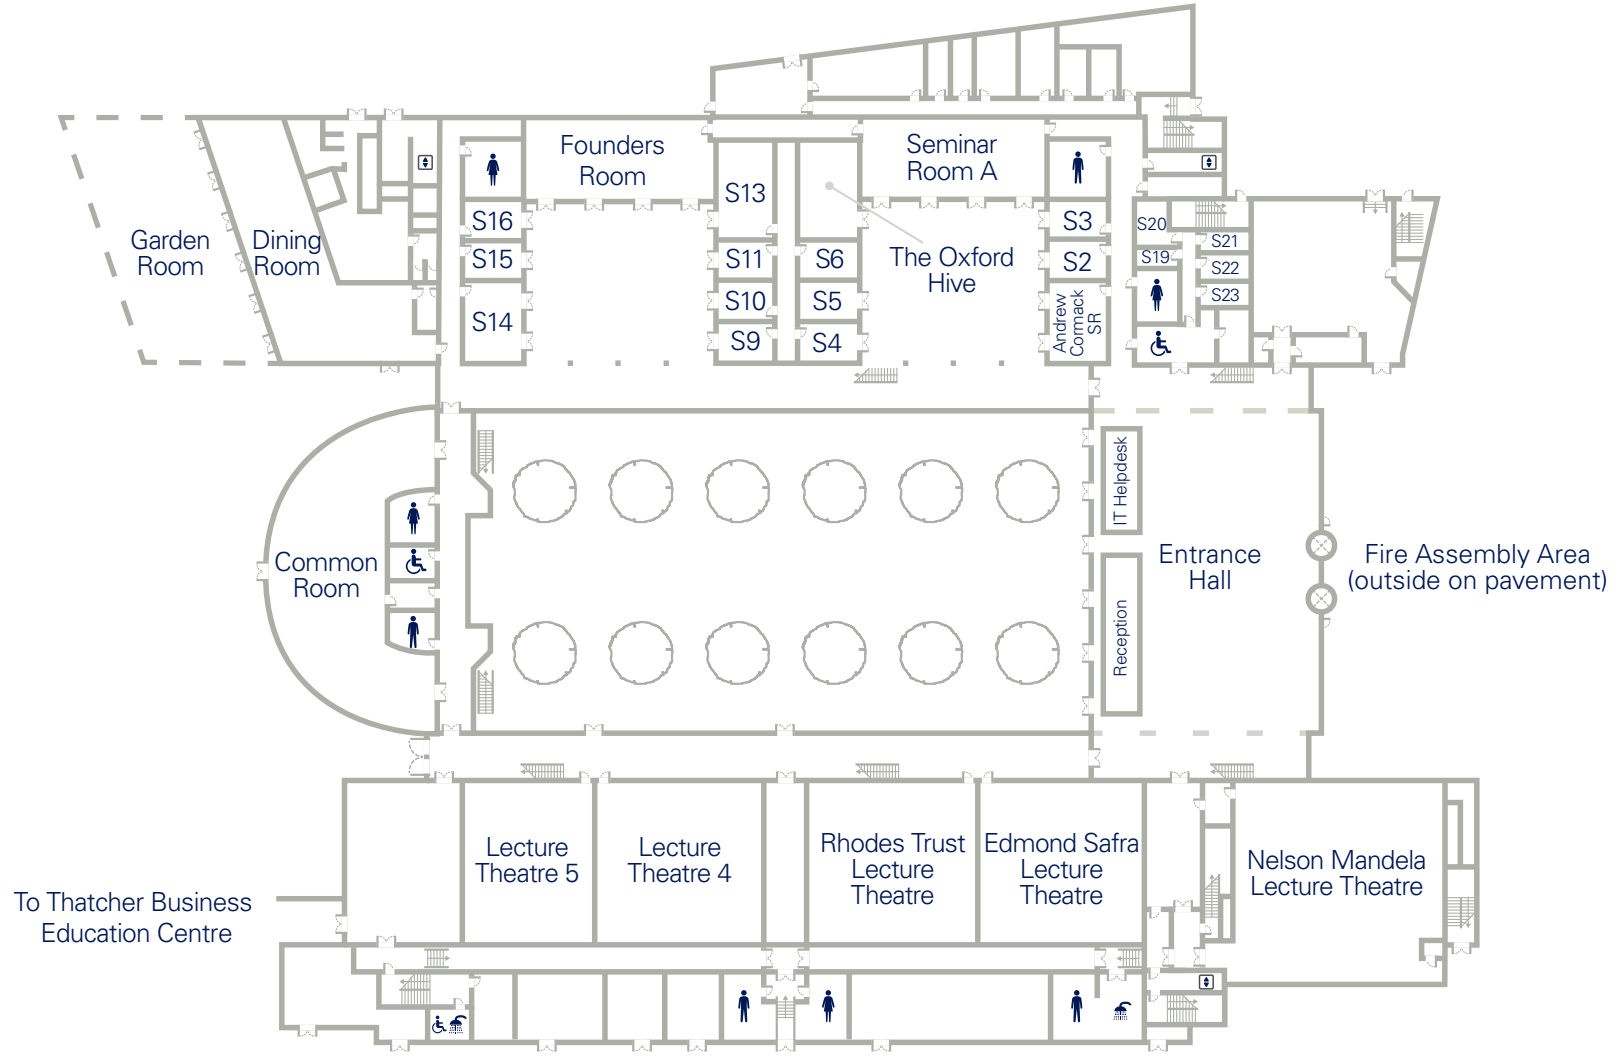 Founders
Room
Seminar
Room A
S13
S16
S3
S20
Garden
Room
Dining
Room
S15
S11
S6
The Oxford
Hive
S2
S19
S21
S22
S23
S14
S10
S5
S9
S4
Andrew
Cormack
SR
IT Helpdesk
Common
Room
Entrance
Hall
Fire Assembly Area
(outside on pavement)
Reception
Lecture
Theatre 5
Lecture
Theatre 4
Rhodes Trust
Lecture
Theatre
Edmond Safra
Lecture
Theatre
Nelson Mandela
Lecture Theatre
To Thatcher Business
Education Centre